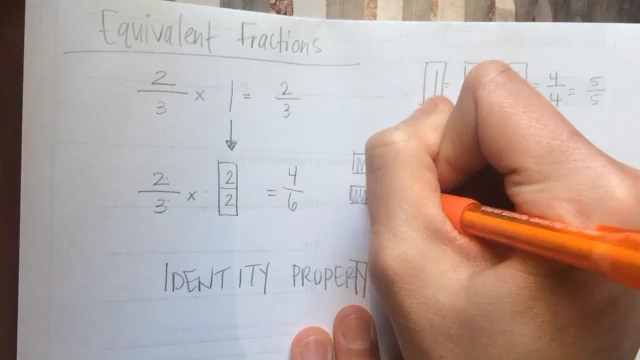 Equivalent Fractions
2/3 × 1 = 2/3
1 = = 4/4 = 5/5
2/3 × 2/2 = 4/6
IDENTITY PROPERTY